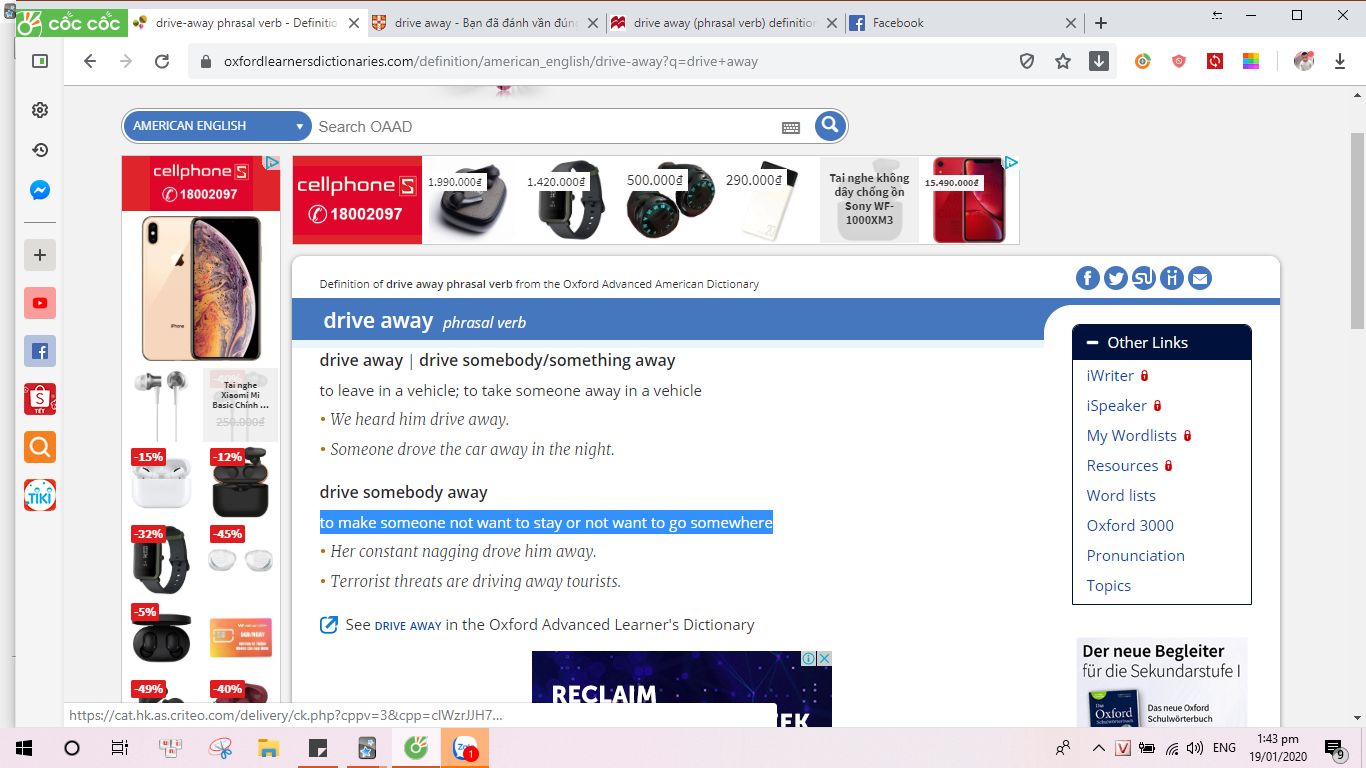 CỐC CỐC
drive-away phrasal verb - Definitio
drive away - Bạn đã đánh vần đúng
drive away (phrasal verb) definition
Facebook
oxfordlearnersdictionaries.com/definition/american_english/drive-away?q=drive+away
AMERICAN ENGLISH
Search OAAD
cellphone S
18002097
cellphone S
18002097
1.990.000₫
1.420.000₫
500.000₫
290.000₫
Tai nghe không
dây chống ồn
Sony WF-
1000XM3
15.490.000₫
iPhone
Definition of drive away phrasal verb from the Oxford Advanced American Dictionary
drive away phrasal verb
drive away | drive somebody/something away
to leave in a vehicle; to take someone away in a vehicle
• We heard him drive away.
• Someone drove the car away in the night.
drive somebody away
to make someone not want to stay or not want to go somewhere
• Her constant nagging drove him away.
• Terrorist threats are driving away tourists.
See DRIVE AWAY in the Oxford Advanced Learner's Dictionary
Other Links
iWriter
iSpeaker
My Wordlists
Resources
Word lists
Oxford 3000
Pronunciation
Topics
Tai nghe
Xiaomi Mi
Basic Chính ...
250.000₫
-15%
-12%
-32%
-45%
-5%
-49%
-40%
TẾT
TIKI
RECLAIM
EK
Der neue Begleiter
für die Sekundarstufe I
Das
Oxford
Schulwörterbuch
Das neue Oxford
Schulwörterbuch
https://cat.hk.as.criteo.com/delivery/ck.php?cppv=3&cpp=clWzrJJH7...
Zalo
1
V
ENG
1:43 pm
19/01/2020
9